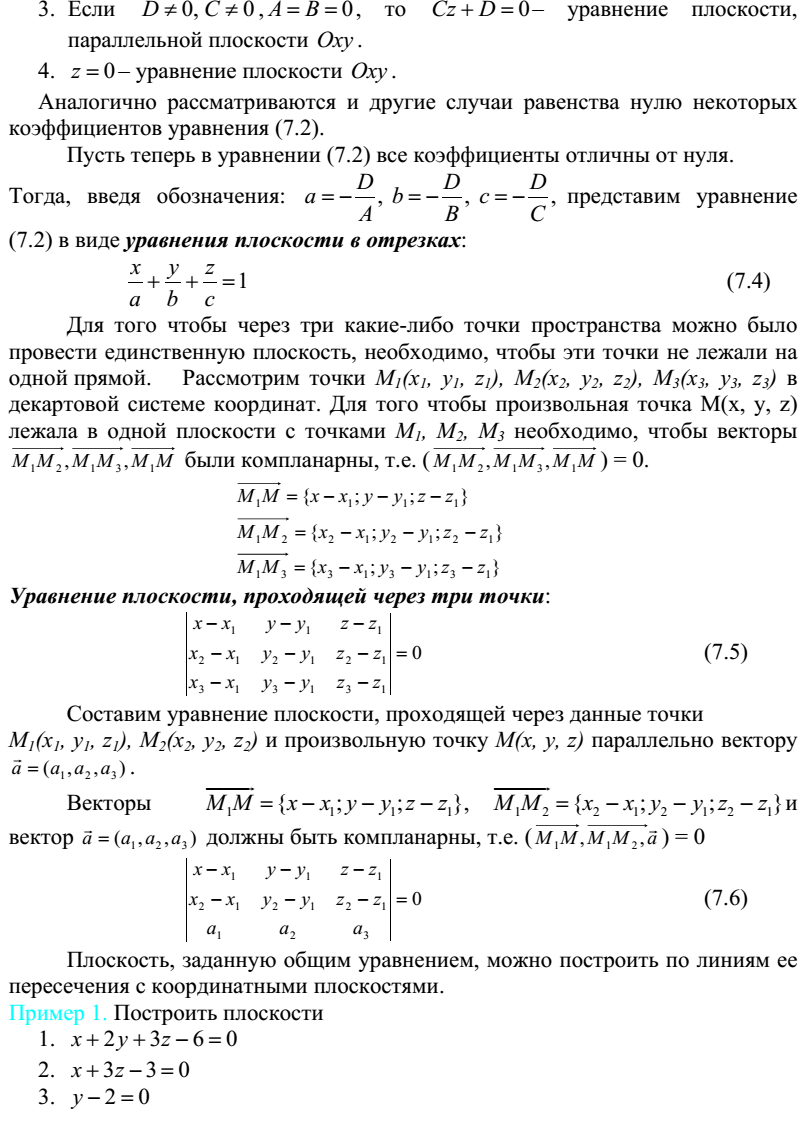 3. Если D ≠ 0, C ≠ 0, A = B = 0, то Cz + D = 0 – уравнение плоскости,
параллельной плоскости Oxy.
4. z = 0 – уравнение плоскости Oxy.
Аналогично рассматриваются и другие случаи равенства нулю некоторых
коэффициентов уравнения (7.2).
Пусть теперь в уравнении (7.2) все коэффициенты отличны от нуля.
Тогда, введя обозначения: a = −D/A, b = −D/B, c = −D/C, представим уравнение
(7.2) в виде уравнения плоскости в отрезках:
x/a + y/b + z/c = 1 (7.4)
Для того чтобы через три какие-либо точки пространства можно было
провести единственную плоскость, необходимо, чтобы эти точки не лежали на
одной прямой. Рассмотрим точки M₁(x₁, y₁, z₁), M₂(x₂, y₂, z₂), M₃(x₃, y₃, z₃) в
декартовой системе координат. Для того чтобы произвольная точка M(x, y, z)
лежала в одной плоскости с точками M₁, M₂, M₃ необходимо, чтобы векторы
M₁M₂, M₁M₃, M₁M были компланарны, т.е. (M₁M₂, M₁M₃, M₁M) = 0.
M₁M = {x − x₁; y − y₁; z − z₁}
M₁M₂ = {x₂ − x₁; y₂ − y₁; z₂ − z₁}
M₁M₃ = {x₃ − x₁; y₃ − y₁; z₃ − z₁}
Уравнение плоскости, проходящей через три точки:
x − x₁ y − y₁ z − z₁
x₂ − x₁ y₂ − y₁ z₂ − z₁ = 0 (7.5)
x₃ − x₁ y₃ − y₁ z₃ − z₁
Составим уравнение плоскости, проходящей через данные точки
M₁(x₁, y₁, z₁), M₂(x₂, y₂, z₂) и произвольную точку M(x, y, z) параллельно вектору
a⃗ = (a₁, a₂, a₃).
Векторы M₁M = {x − x₁; y − y₁; z − z₁}, M₁M₂ = {x₂ − x₁; y₂ − y₁; z₂ − z₁} и
вектор a⃗ = (a₁, a₂, a₃) должны быть компланарны, т.е. (M₁M, M₁M₂, a⃗) = 0
x − x₁ y − y₁ z − z₁
x₂ − x₁ y₂ − y₁ z₂ − z₁ = 0 (7.6)
a₁ a₂ a₃
Плоскость, заданную общим уравнением, можно построить по линиям ее
пересечения с координатными плоскостями.
Пример 1. Построить плоскости
1. x + 2y + 3z − 6 = 0
2. x + 3z − 3 = 0
3. y − 2 = 0